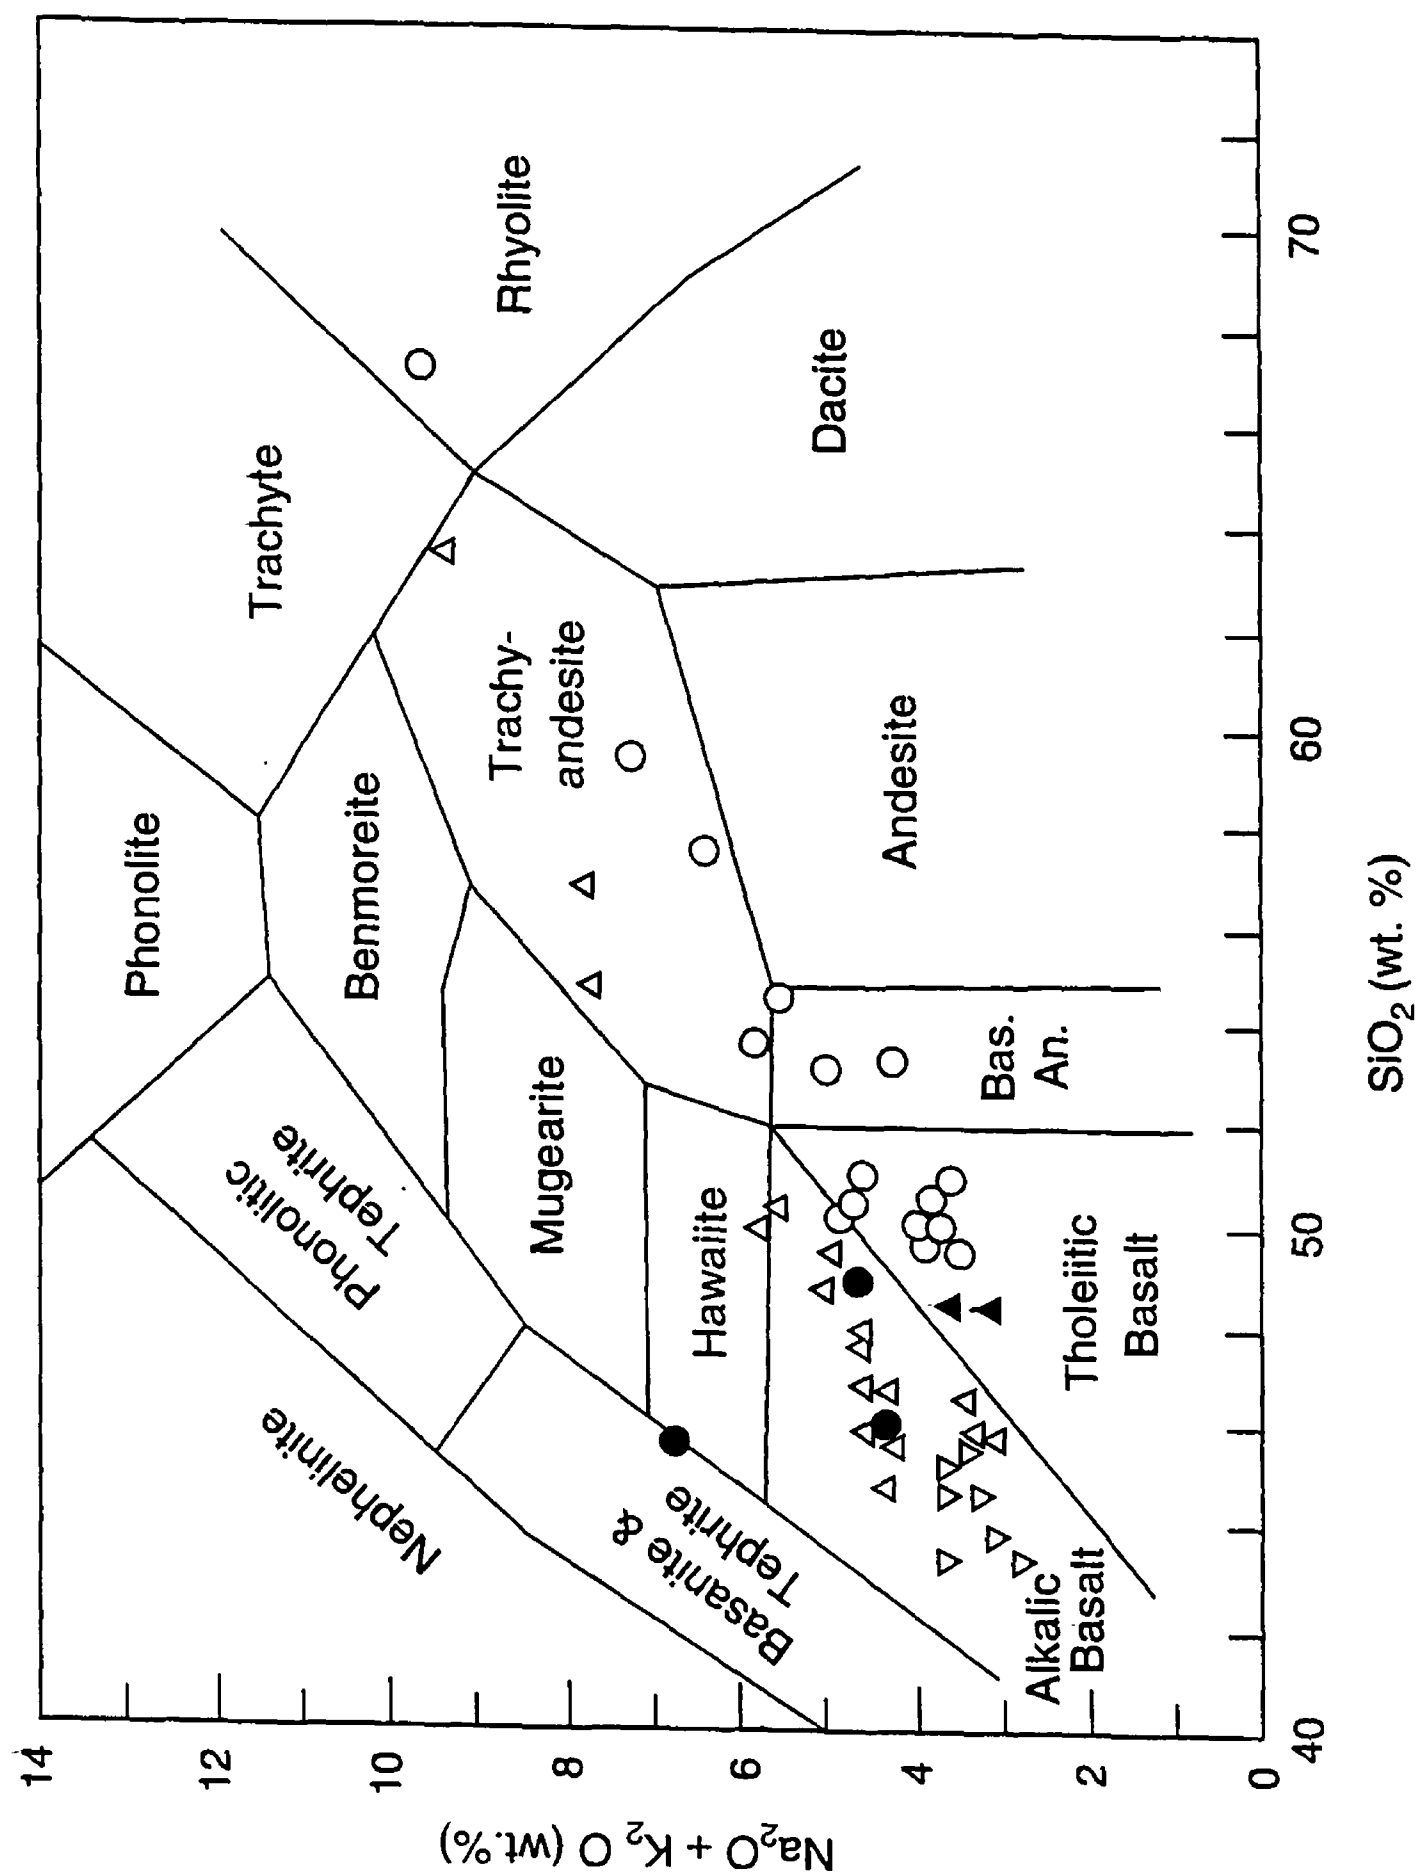 14
12
10
8
6
4
2
0
Na₂O + K₂O (wt.%)
Nephelinite
Phonolitic
Tephrite
Phonolite
Trachyte
Benmoreite
Rhyolite
Mugearite
Trachy-
andesite
Basanite &
Tephrite
Hawaiite
Dacite
Andesite
Bas.
An.
Tholeiitic
Basalt
Alkalic
Basalt
40
50
60
70
SiO₂ (wt. %)